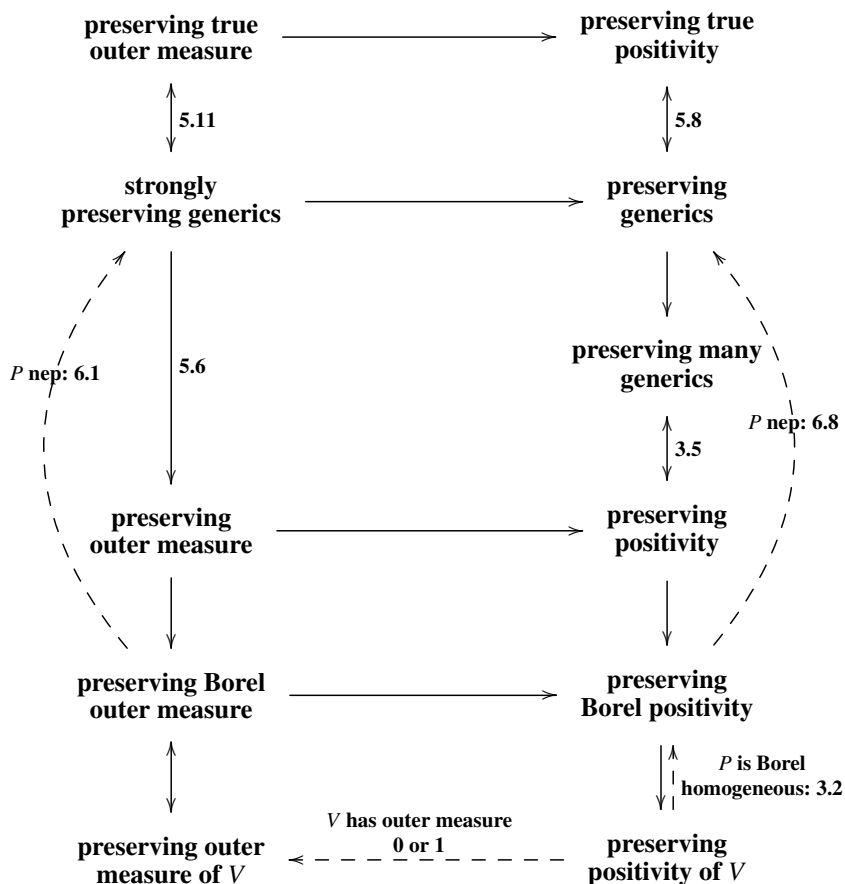 preserving true
outer measure
preserving true
positivity
5.11
5.8
strongly
preserving generics
preserving
generics
preserving many
generics
P nep: 6.1
5.6
P nep: 6.8
3.5
preserving
outer measure
preserving
positivity
preserving Borel
outer measure
preserving
Borel positivity
P is Borel
homogeneous: 3.2
V has outer measure
0 or 1
preserving outer
measure of V
preserving
positivity of V